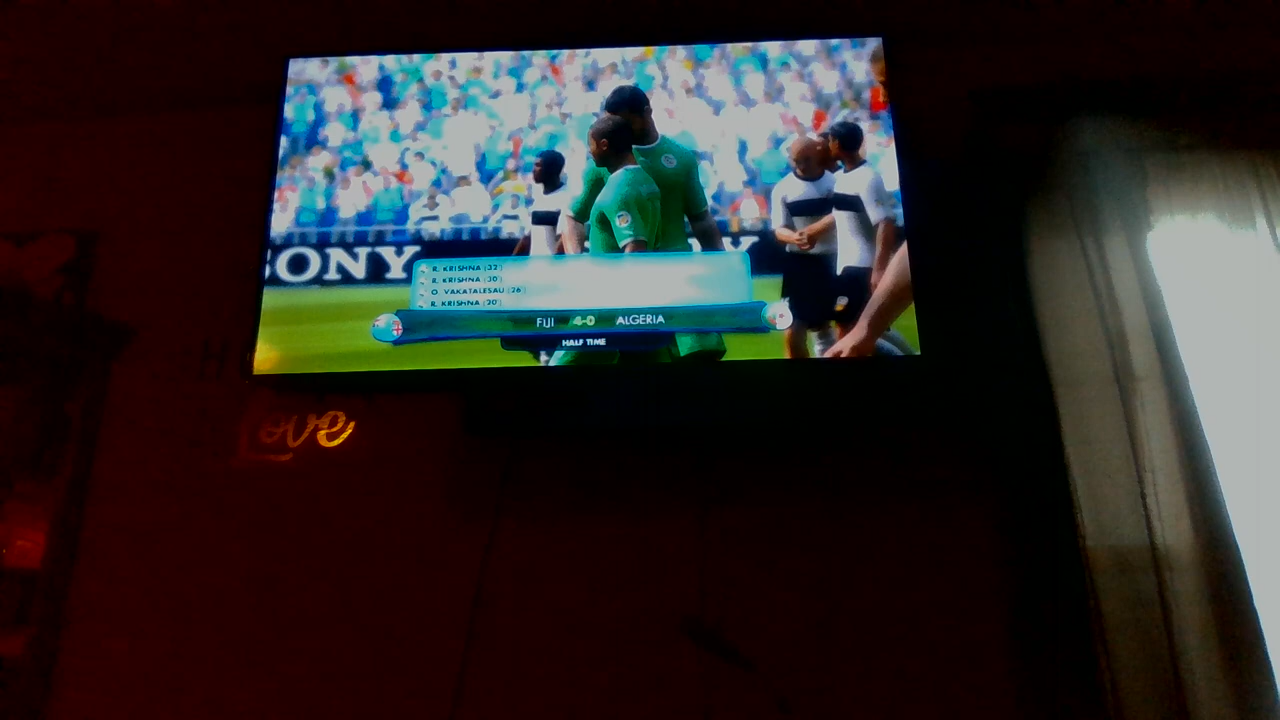 SONY
R. KRISHNA (32')
R. KRISHNA (30')
O. VAKATALESAU (26')
R. KRISHNA (20')
FIJI 4-0 ALGERIA
HALF TIME
Love